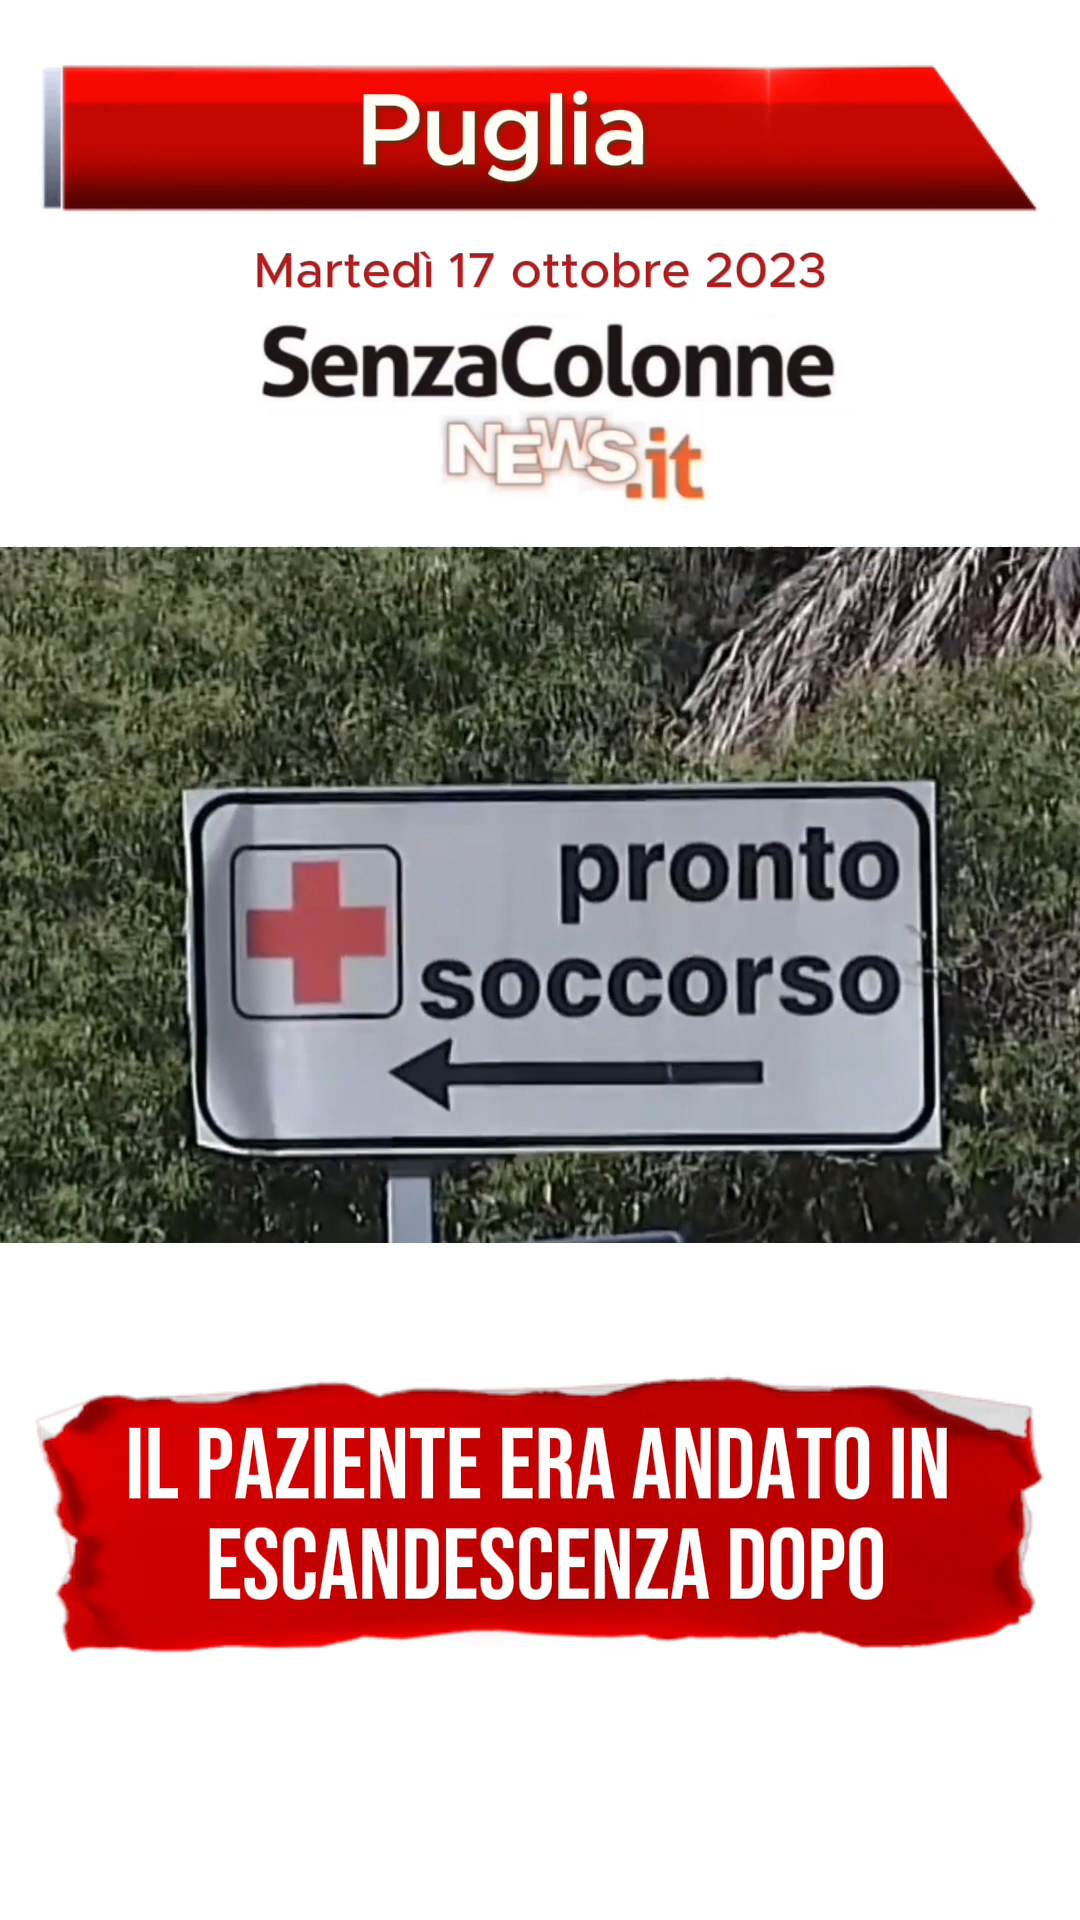 Puglia
Martedì 17 ottobre 2023
SenzaColonne
NEWS.it
pronto
soccorso
IL PAZIENTE ERA ANDATO IN
ESCANDESCENZA DOPO